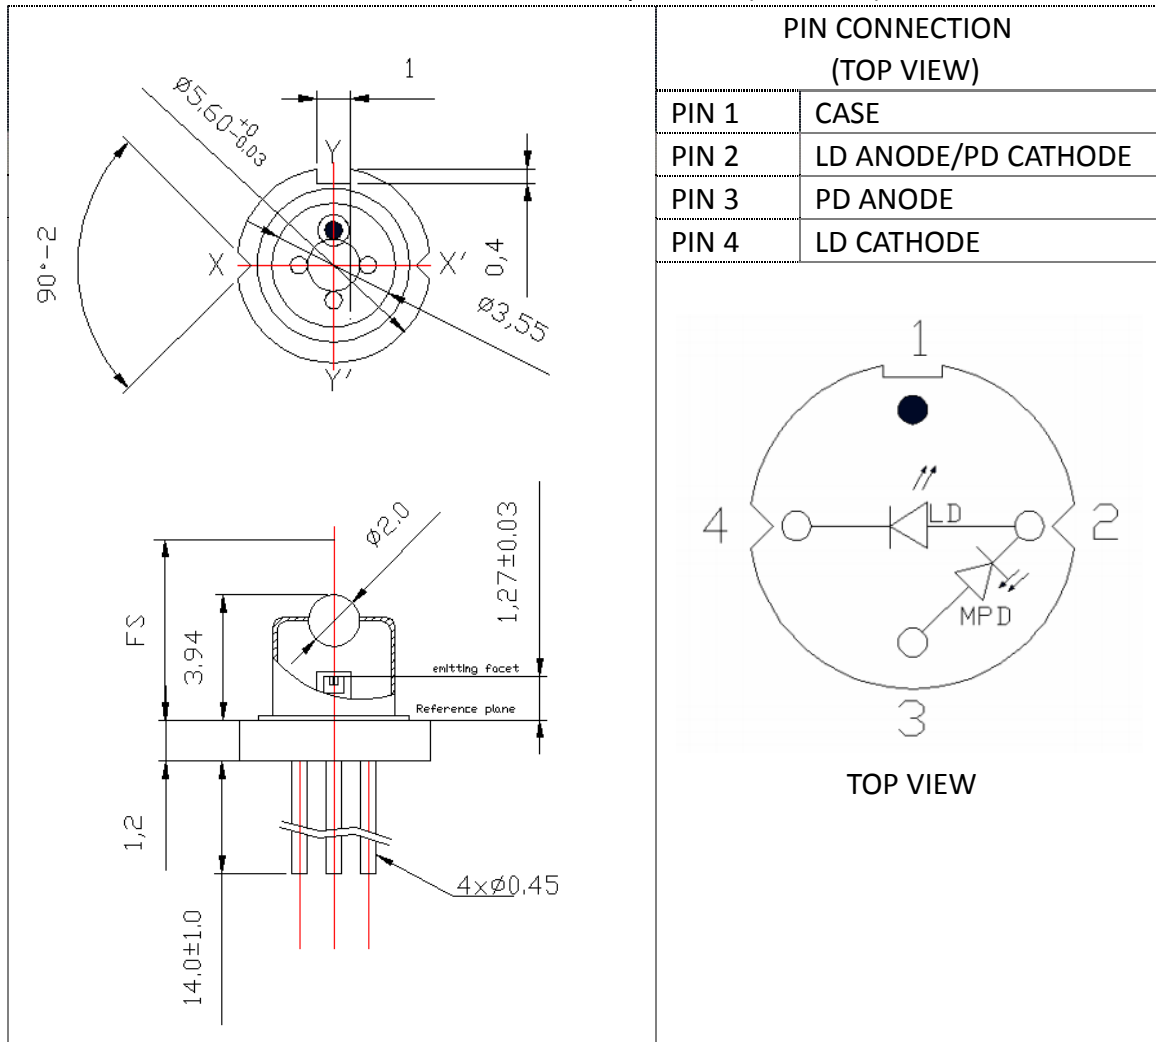 1
Ø5,60 +0 -0.03
Y
90°-2
X
X'
0,4
Ø3,55
Y'
Ø2.0
1,27±0.03
FS
3.94
emitting facet
Reference plane
1,2
14.0±1.0
4xØ0.45
PIN CONNECTION
(TOP VIEW)
PIN 1 CASE
PIN 2 LD ANODE/PD CATHODE
PIN 3 PD ANODE
PIN 4 LD CATHODE
1
4
LD
2
MPD
3
TOP VIEW